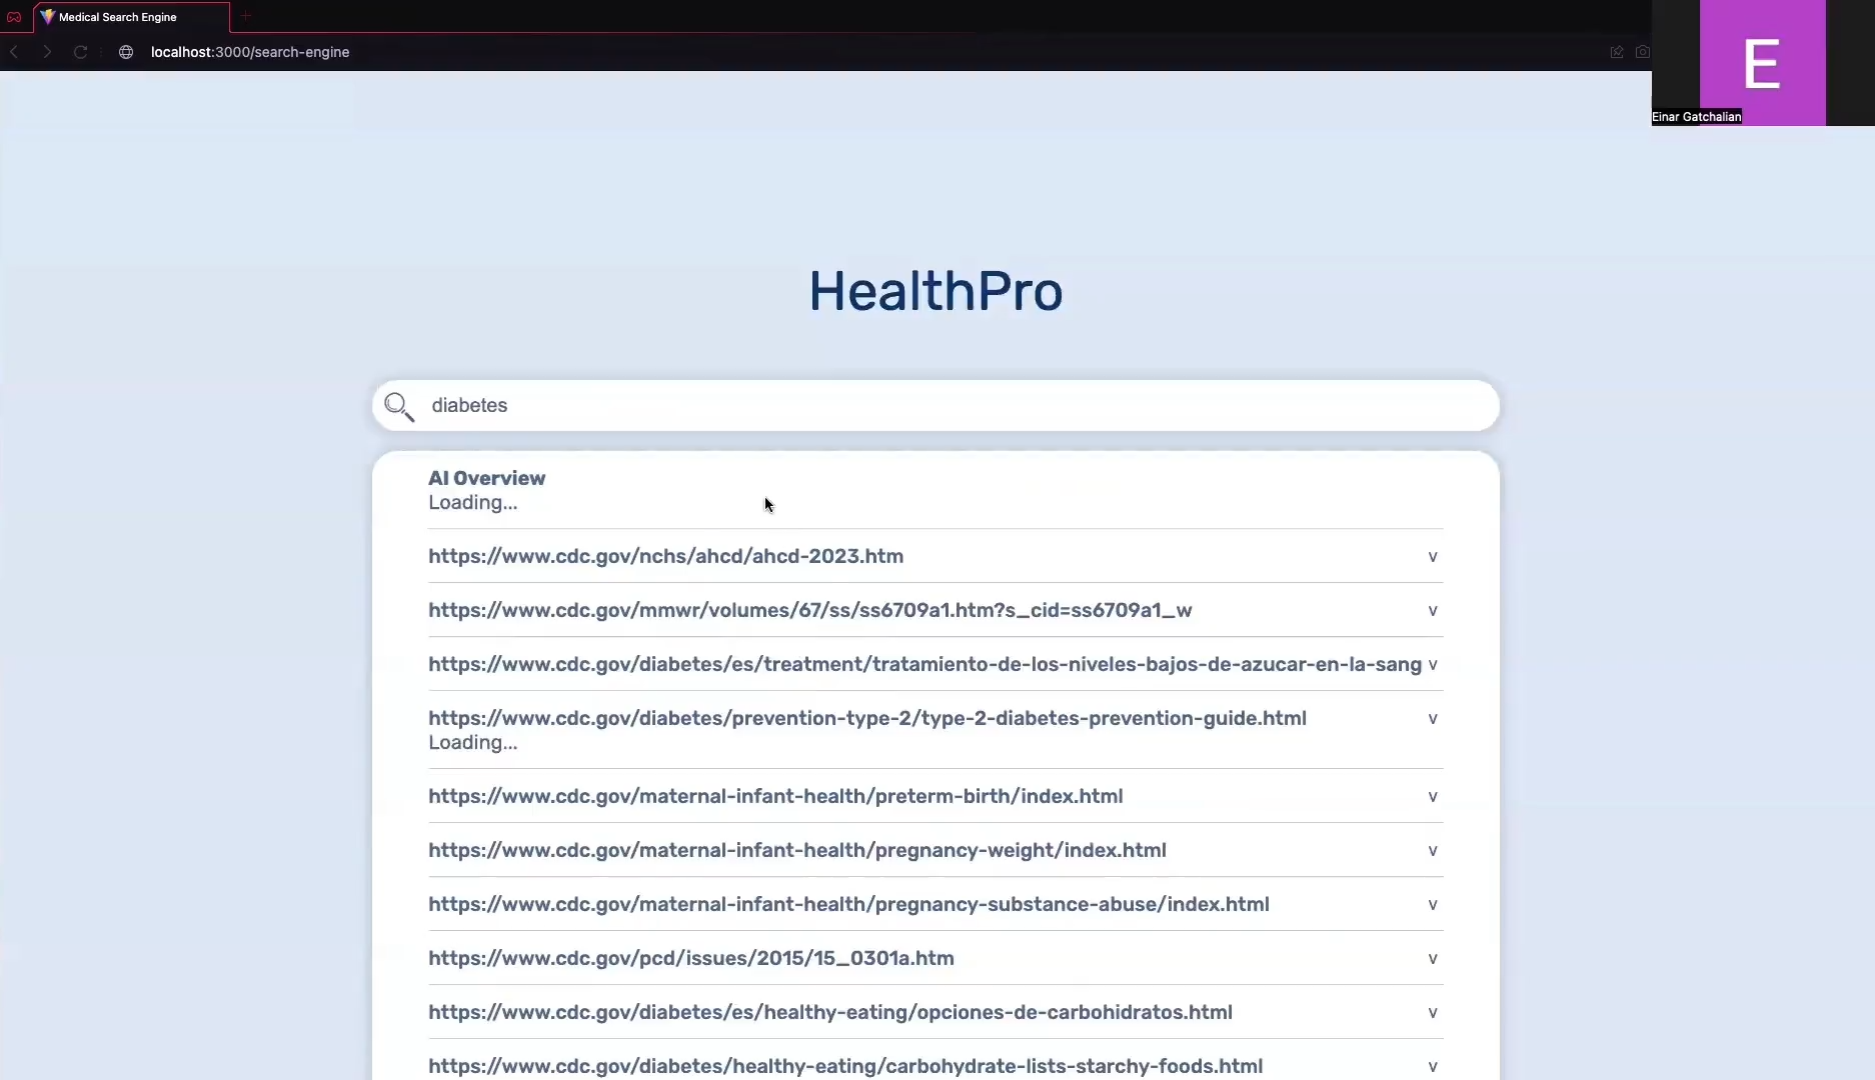 Medical Search Engine
localhost:3000/search-engine
E
Einar Gatchalian
HealthPro
diabetes
AI Overview
Loading...
https://www.cdc.gov/nchs/ahcd/ahcd-2023.htm v
https://www.cdc.gov/mmwr/volumes/67/ss/ss6709a1.htm?s_cid=ss6709a1_w v
https://www.cdc.gov/diabetes/es/treatment/tratamiento-de-los-niveles-bajos-de-azucar-en-la-sang v
https://www.cdc.gov/diabetes/prevention-type-2/type-2-diabetes-prevention-guide.html v
Loading...
https://www.cdc.gov/maternal-infant-health/preterm-birth/index.html v
https://www.cdc.gov/maternal-infant-health/pregnancy-weight/index.html v
https://www.cdc.gov/maternal-infant-health/pregnancy-substance-abuse/index.html v
https://www.cdc.gov/pcd/issues/2015/15_0301a.htm v
https://www.cdc.gov/diabetes/es/healthy-eating/opciones-de-carbohidratos.html v
https://www.cdc.gov/diabetes/healthy-eating/carbohydrate-lists-starchy-foods.html v